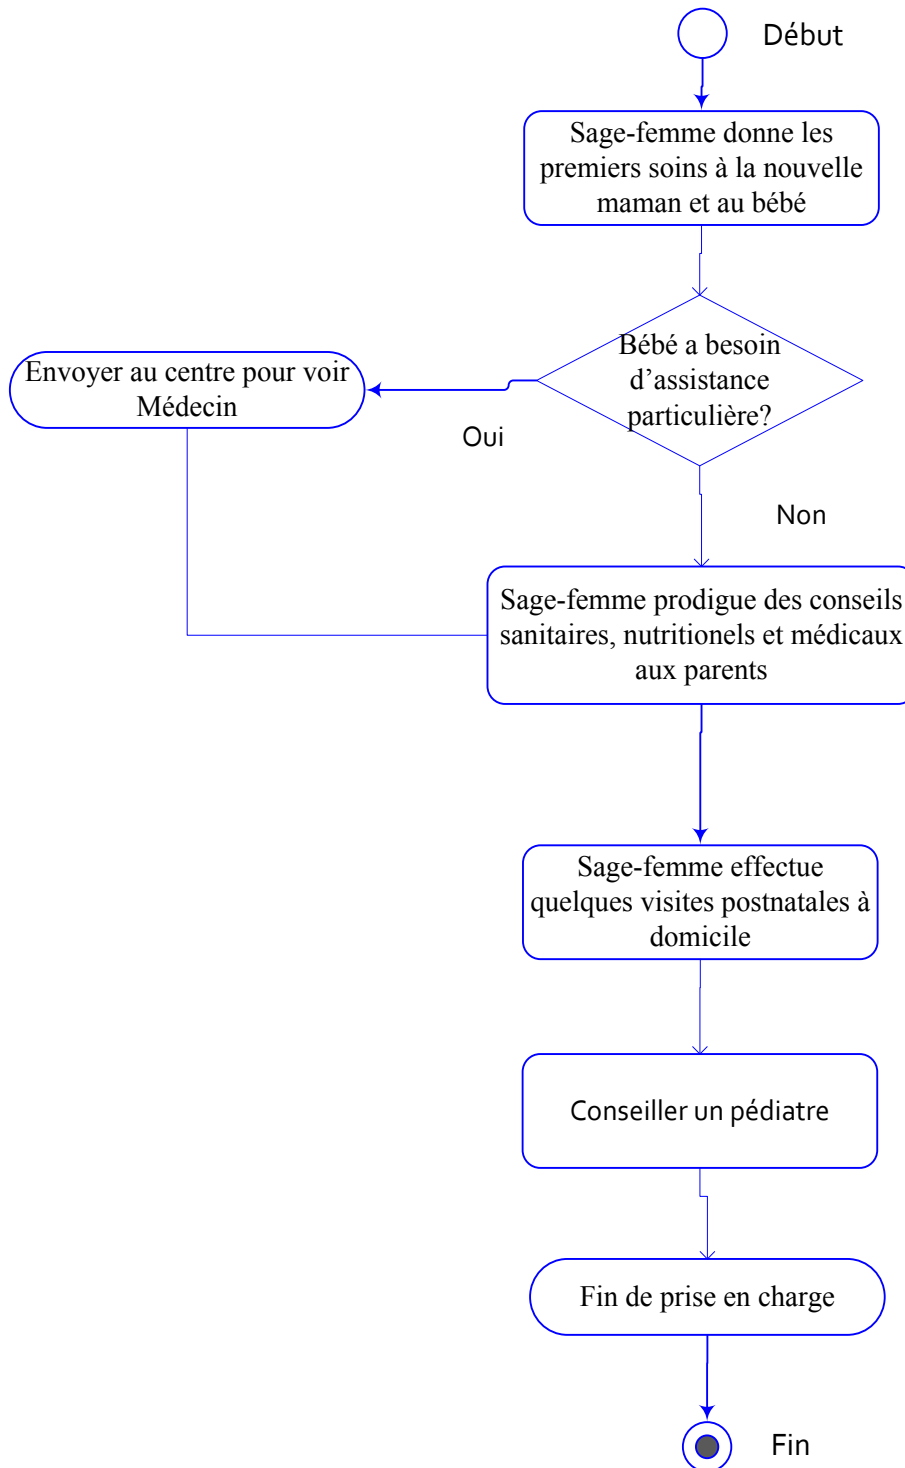 Début
Sage-femme donne les
premiers soins à la nouvelle
maman et au bébé
Bébé a besoin
d’assistance
particulière?
Envoyer au centre pour voir
Médecin
Oui
Non
Sage-femme prodigue des conseils
sanitaires, nutritionels et médicaux
aux parents
Sage-femme effectue
quelques visites postnatales à
domicile
Conseiller un pédiatre
Fin de prise en charge
Fin